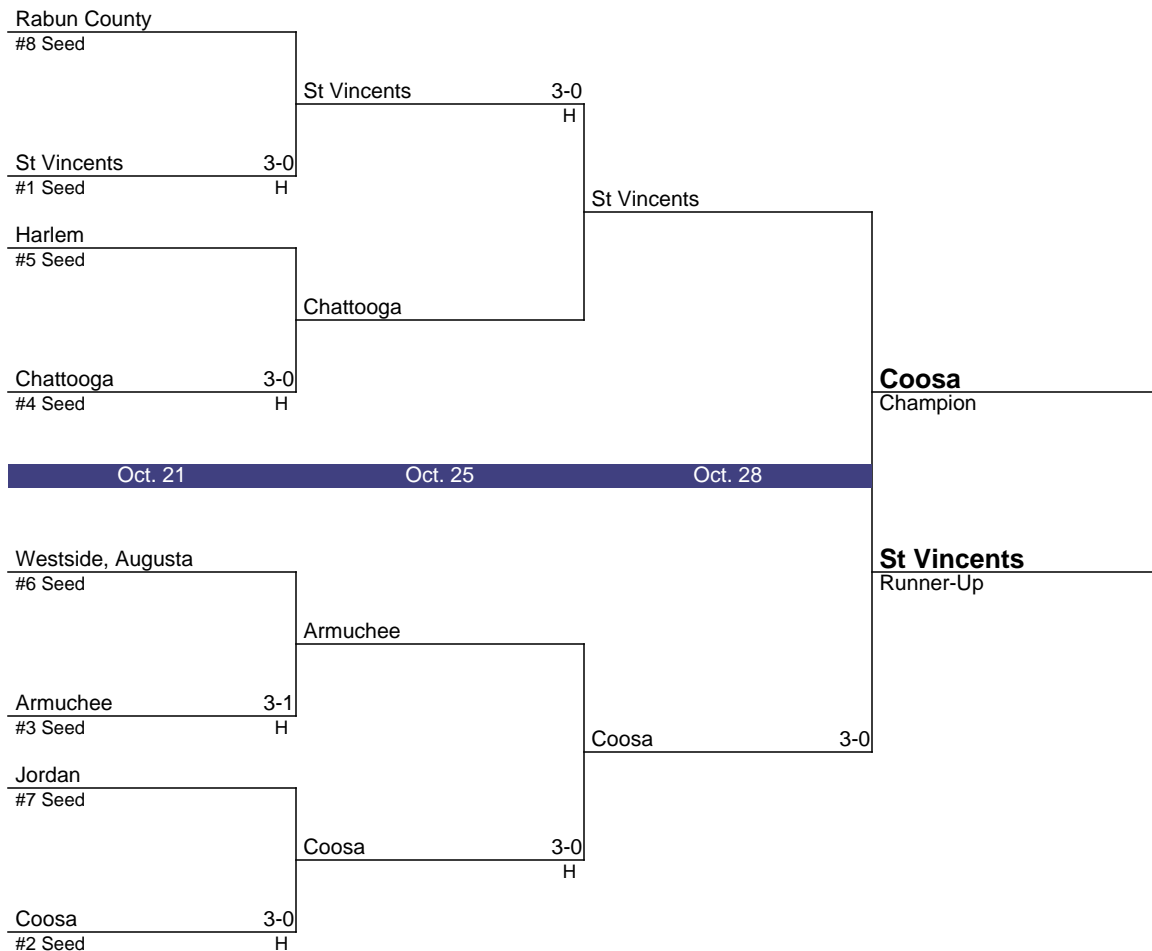 Rabun County
#8 Seed
St Vincents 3-0
H
St Vincents 3-0
#1 Seed H
St Vincents
Harlem
#5 Seed
Chattooga
Chattooga 3-0
#4 Seed H
Coosa
Champion
Oct. 21 Oct. 25 Oct. 28
Westside, Augusta
#6 Seed
St Vincents
Runner-Up
Armuchee
Armuchee 3-1
#3 Seed H
Coosa 3-0
Jordan
#7 Seed
Coosa 3-0
H
Coosa 3-0
#2 Seed H